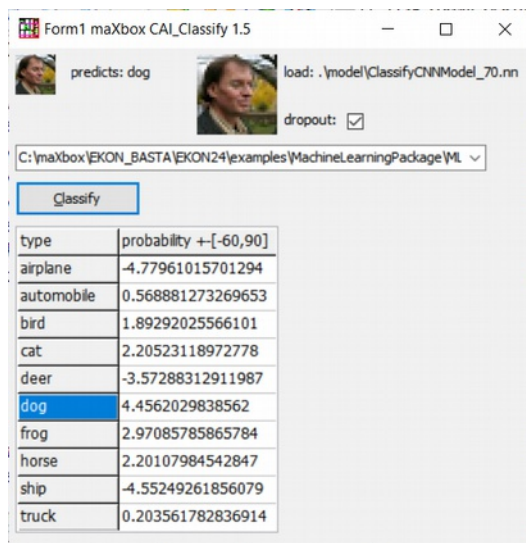 Form1 maXbox CAI_Classify 1.5
predicts: dog
load: .\model\ClassifyCNNModel_70.nn
dropout:
C:\maXbox\EKON_BASTA\EKON24\examples\MachineLearningPackage\ML
Classify
type probability +-[-60,90]
airplane -4.77961015701294
automobile 0.568881273269653
bird 1.89292025566101
cat 2.20523118972778
deer -3.57288312911987
dog 4.4562029838562
frog 2.97085785865784
horse 2.20107984542847
ship -4.55249261856079
truck 0.203561782836914